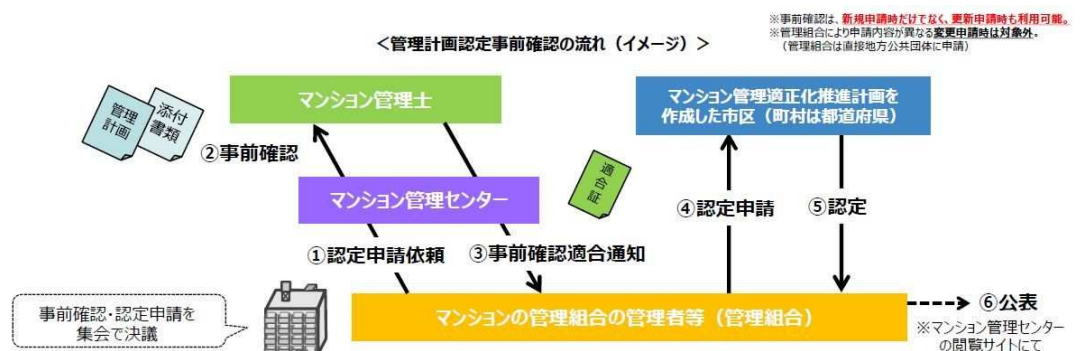 ※事前確認は、新規申請時だけでなく、更新申請時も利用可能。
※管理組合により申請内容が異なる変更申請時は対象外。
（管理組合は直接地方公共団体に申請）
＜管理計画認定事前確認の流れ（イメージ）＞
マンション管理士
マンション管理適正化推進計画を
作成した市区（町村は都道府県）
管理
計画
添付
書類
②事前確認
適合証
マンション管理センター
④認定申請
⑤認定
①認定申請依頼
③事前確認適合通知
事前確認・認定申請を
集会で決議
マンションの管理組合の管理者等（管理組合）
⑥公表
※マンション管理センター
の閲覧サイトにて